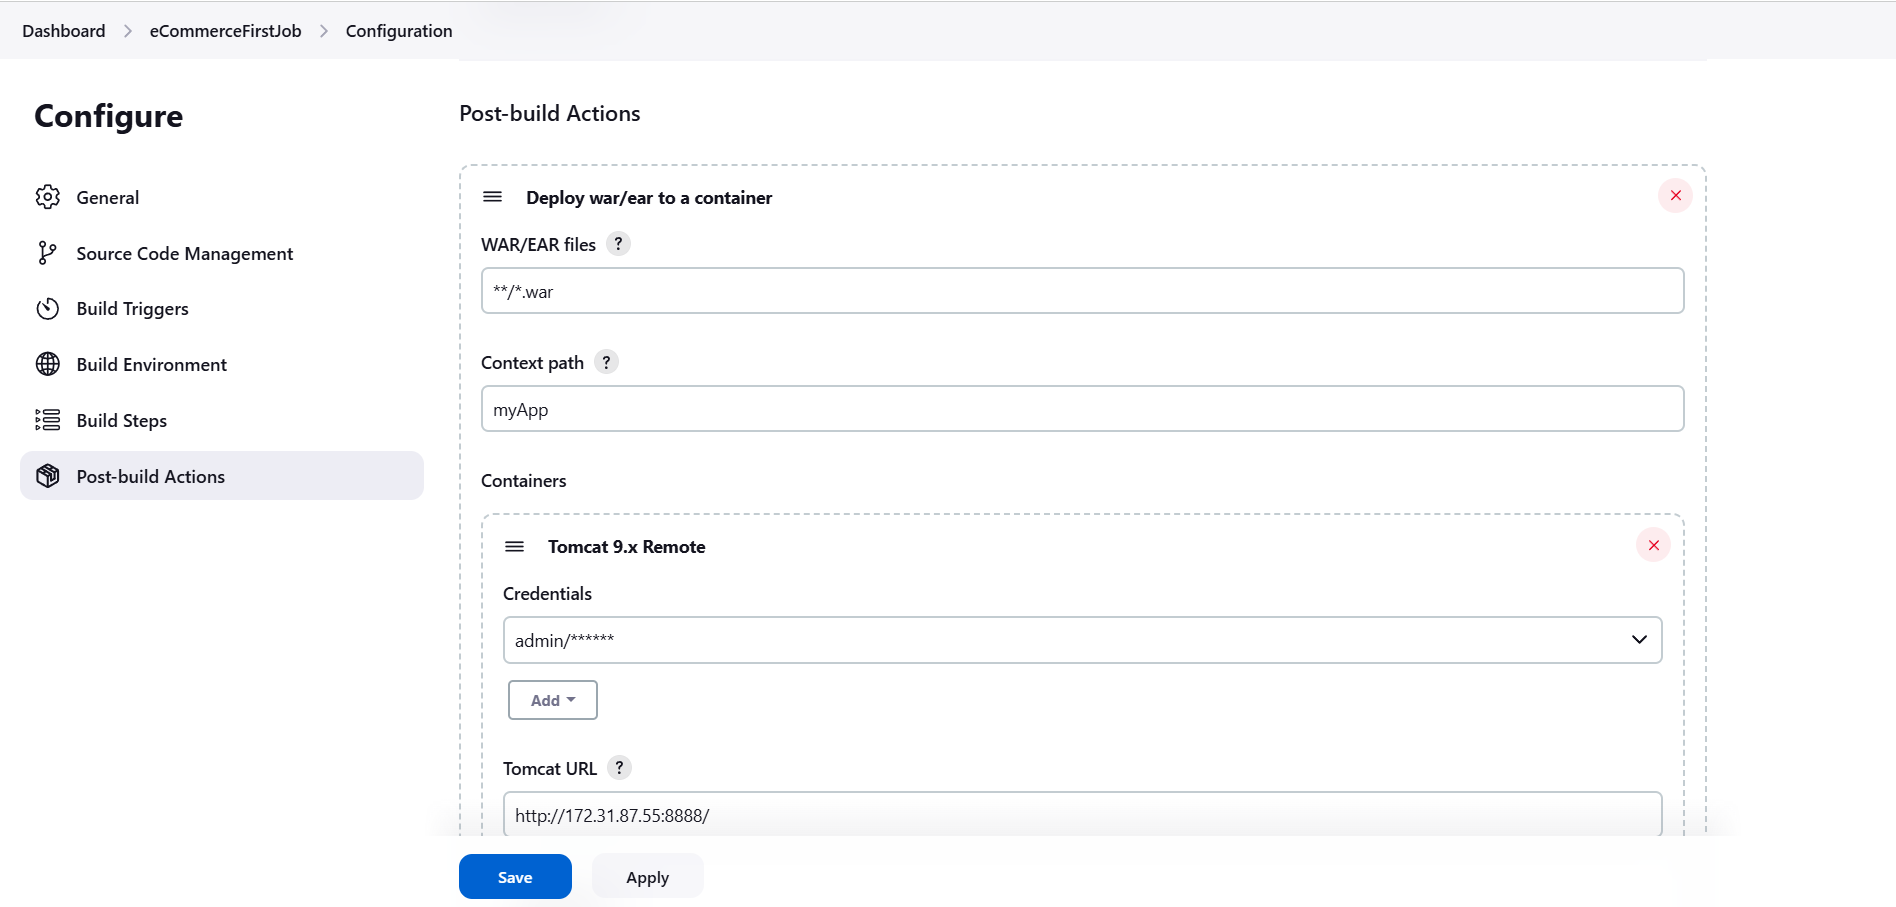 Dashboard > eCommerceFirstJob > Configuration
Configure
General
Source Code Management
Build Triggers
Build Environment
Build Steps
Post-build Actions
Post-build Actions
Deploy war/ear to a container
WAR/EAR files ?
**/*.war
Context path ?
myApp
Containers
Tomcat 9.x Remote
Credentials
admin/******
Add
Tomcat URL ?
http://172.31.87.55:8888/
Save Apply